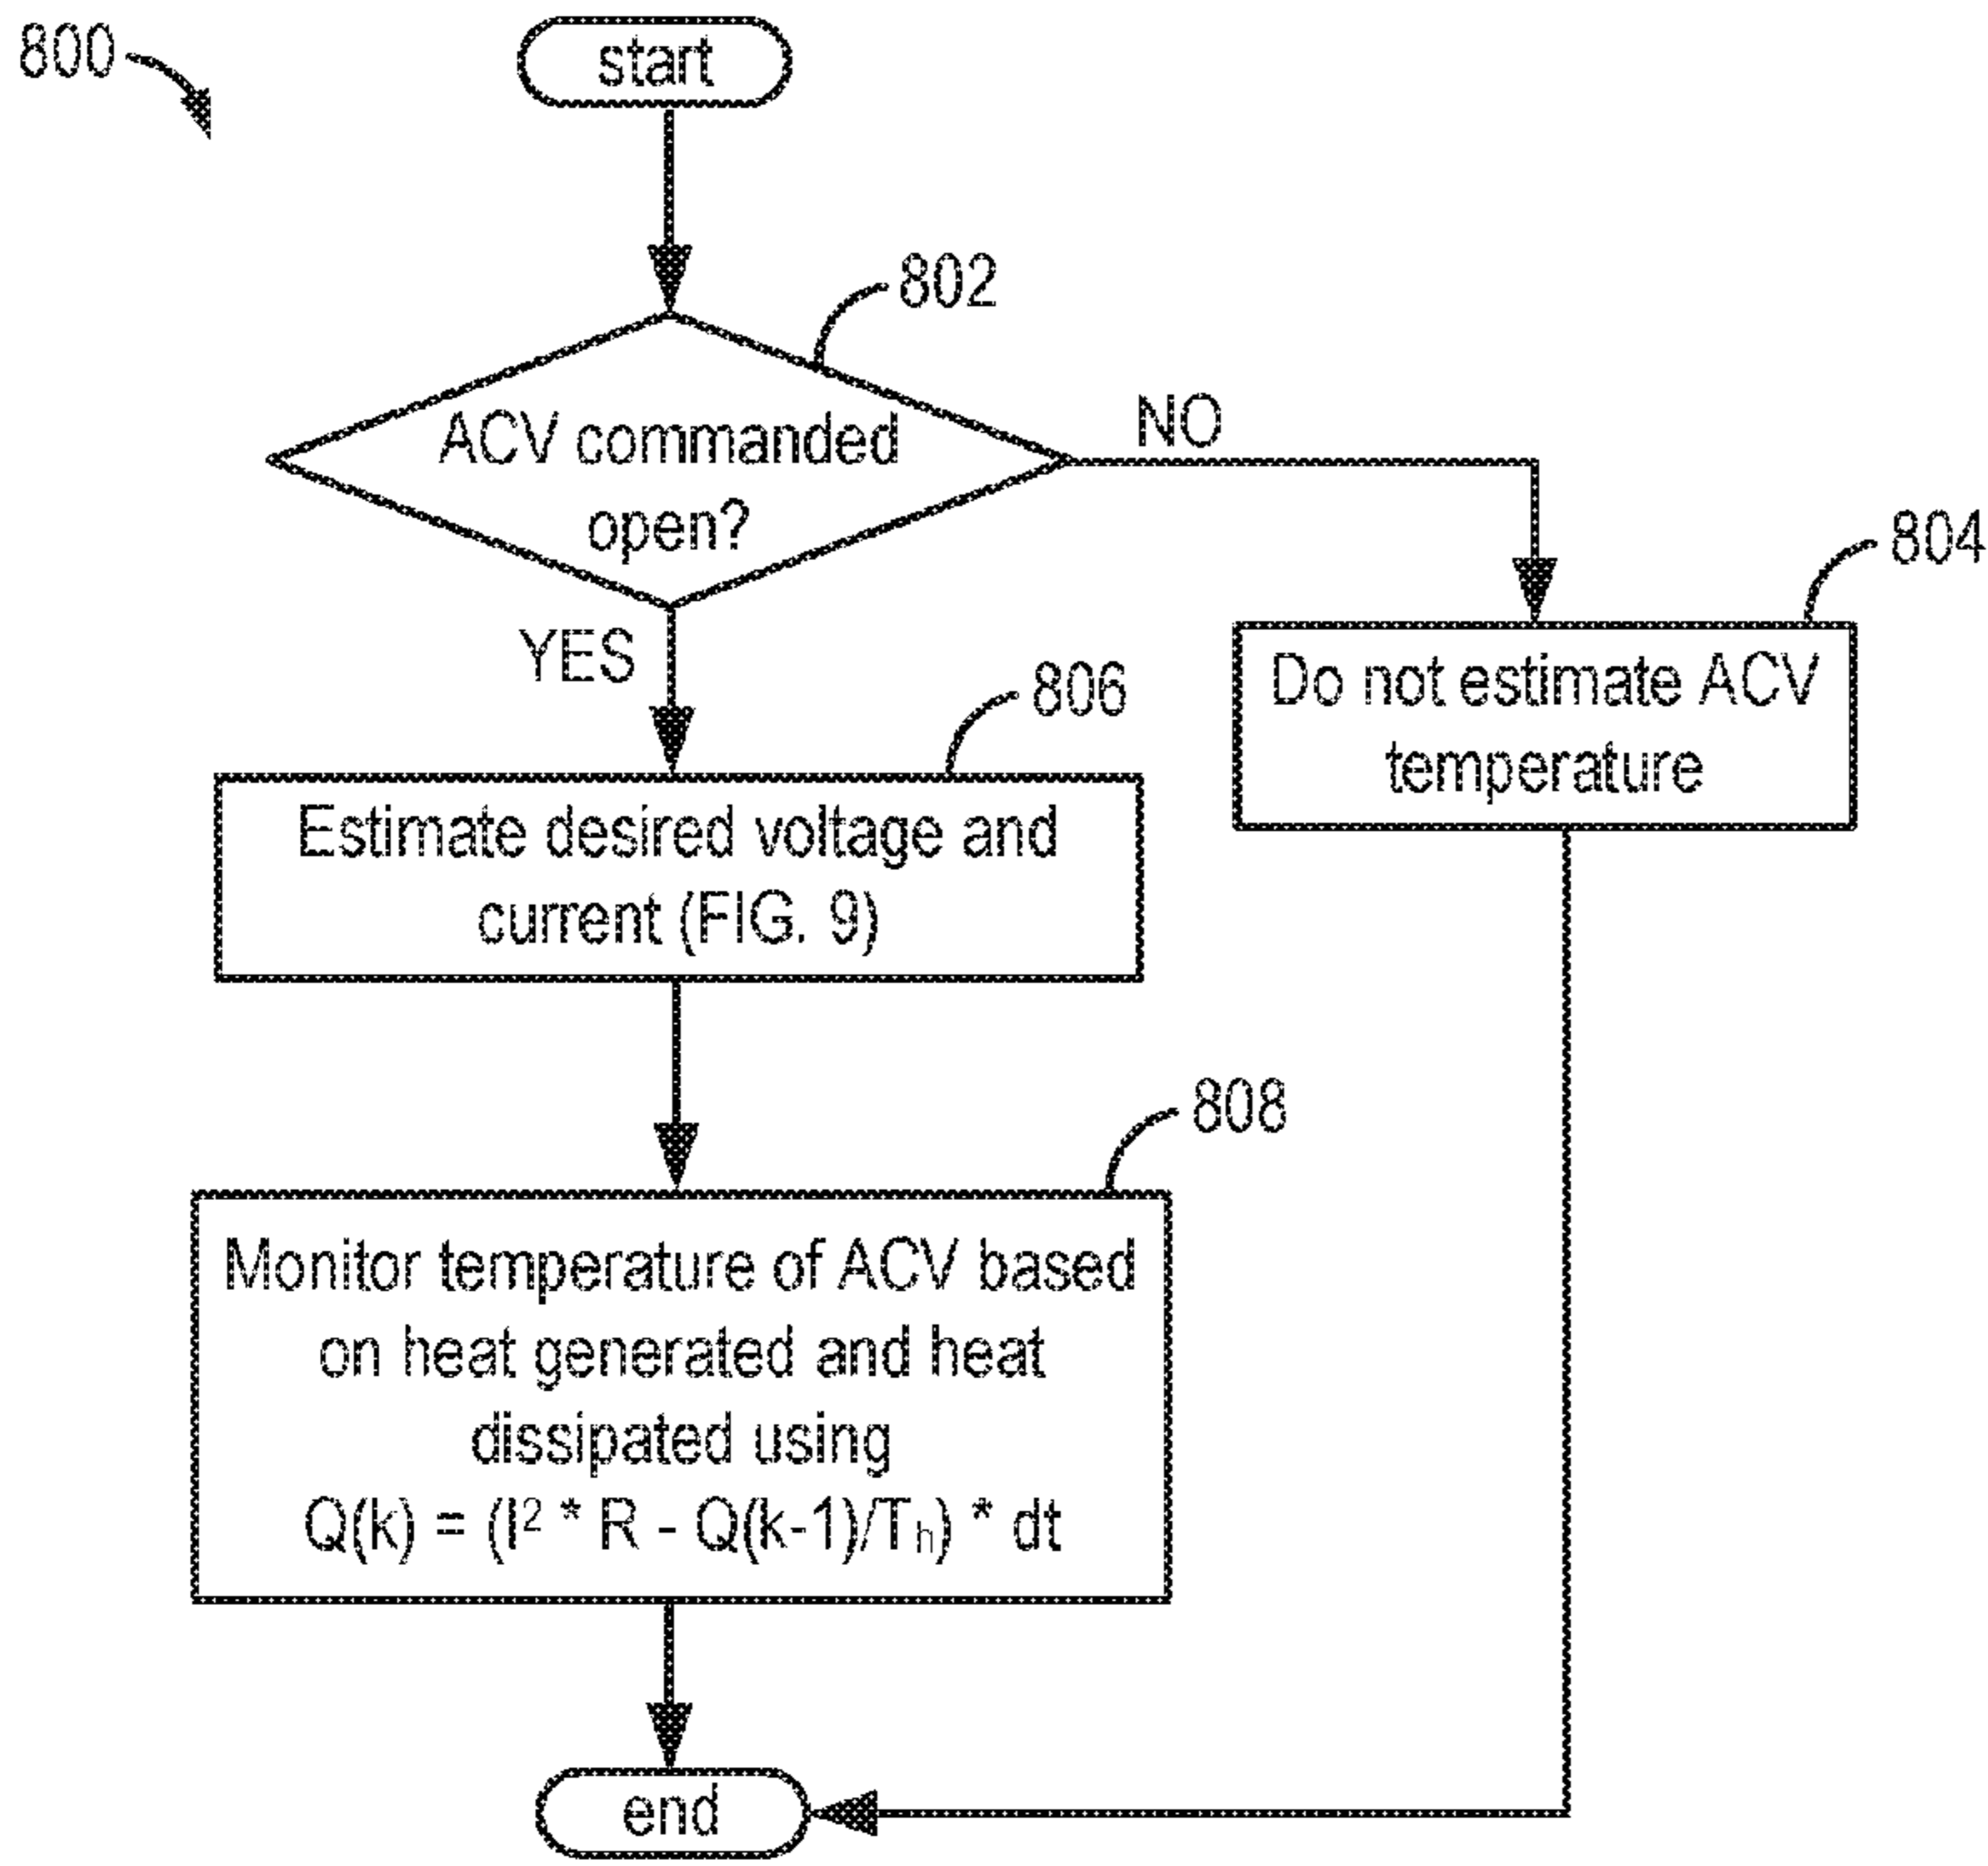 800
start
802
ACV commanded
open?
NO
YES
804
Do not estimate ACV
temperature
806
Estimate desired voltage and
current (FIG. 9)
808
Monitor temperature of ACV based
on heat generated and heat
dissipated using
Q(k) = (I² * R - Q(k-1)/Tₕ) * dt
end